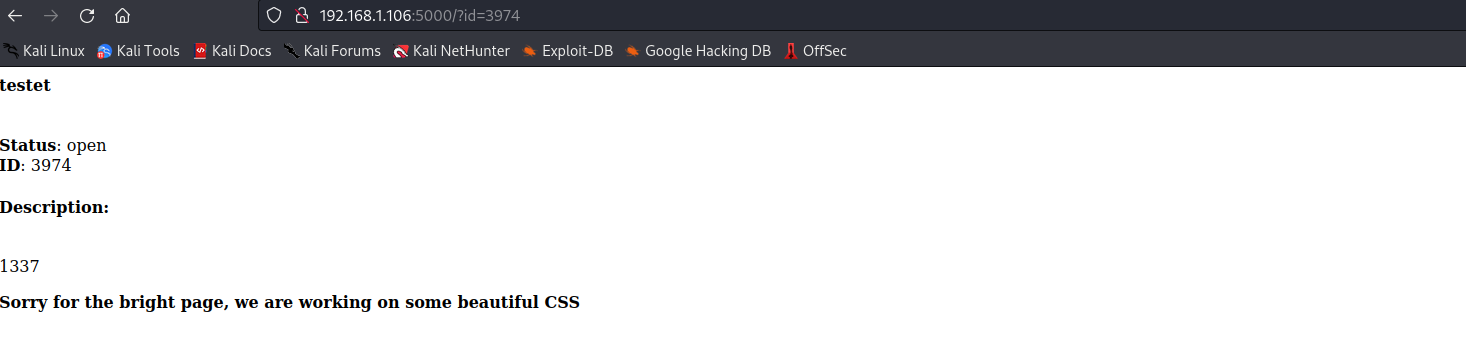 192.168.1.106:5000/?id=3974
Kali Linux Kali Tools Kali Docs Kali Forums Kali NetHunter Exploit-DB Google Hacking DB OffSec
testet
Status: open
ID: 3974
Description:
1337
Sorry for the bright page, we are working on some beautiful CSS